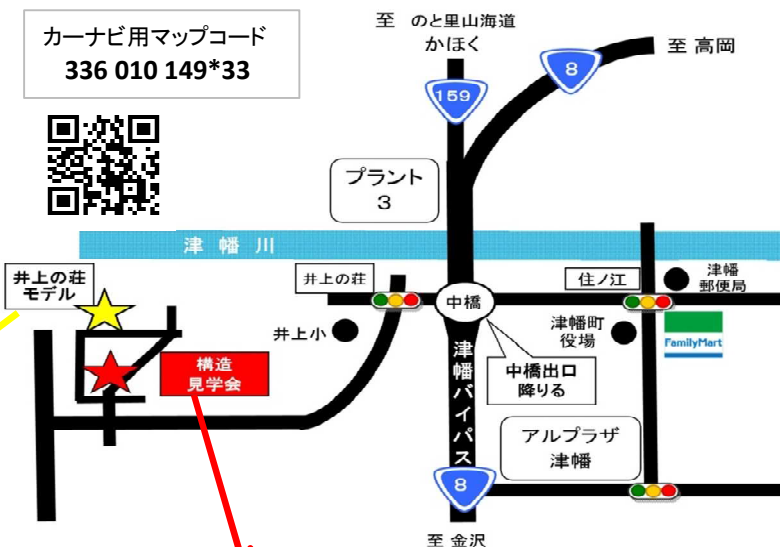 カーナビ用マップコード
336 010 149*33
至 のと里山海道
かほく
至 高岡
8
159
プラント
3
津幡川
井上の荘
モデル
井上の荘
中橋
住ノ江
津幡
郵便局
井上小
津幡町
役場
FamilyMart
構造
見学会
津幡バイパス
中橋出口
降りる
アルプラザ
津幡
8
至 金沢